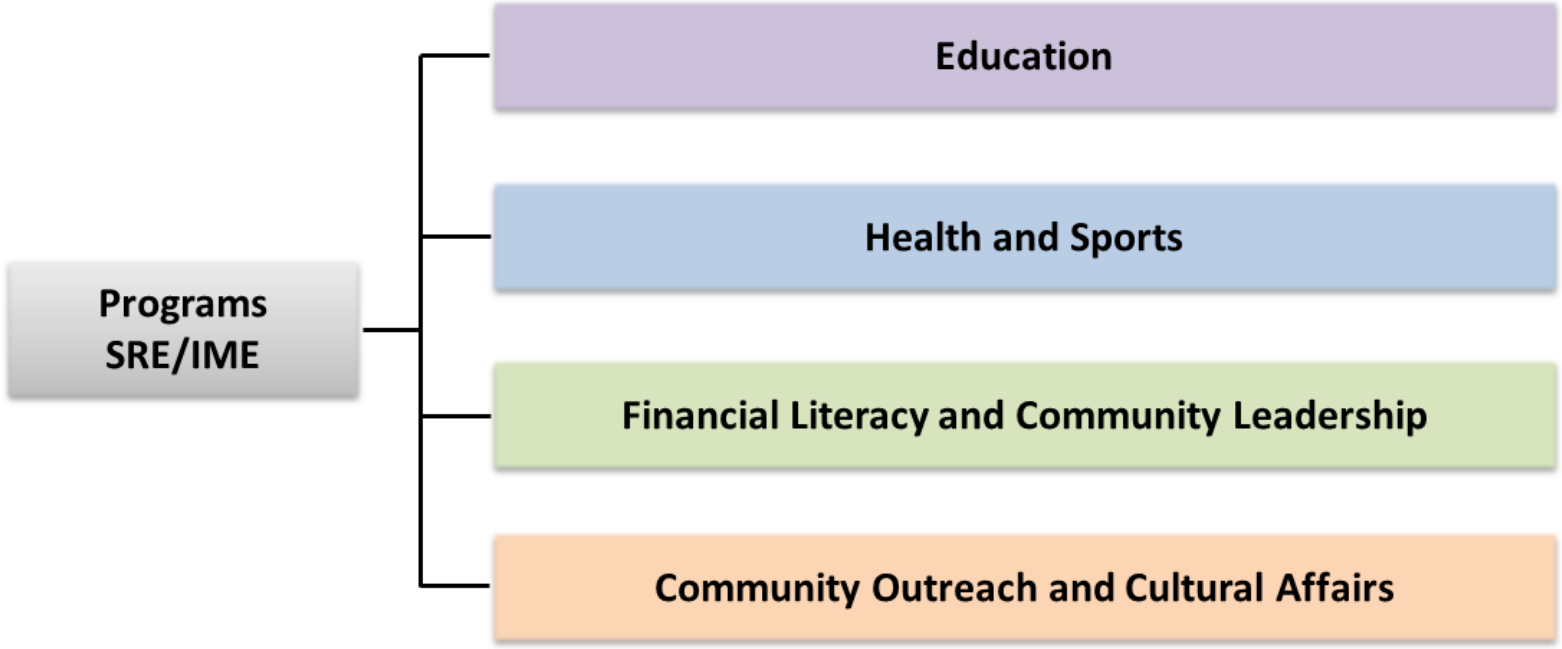 Education
Health and Sports
Programs
SRE/IME
Financial Literacy and Community Leadership
Community Outreach and Cultural Affairs